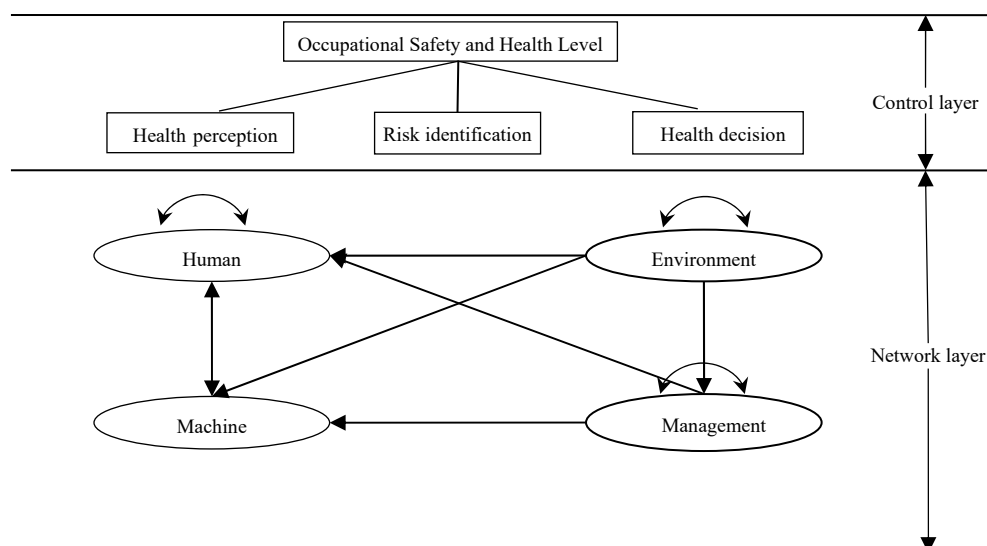 Occupational Safety and Health Level
Control layer
Health perception
Risk identification
Health decision
Human
Environment
Network layer
Machine
Management